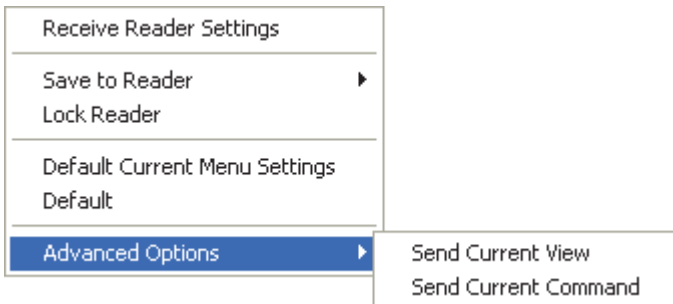 Receive Reader Settings
Save to Reader
Lock Reader
Default Current Menu Settings
Default
Advanced Options
Send Current View
Send Current Command